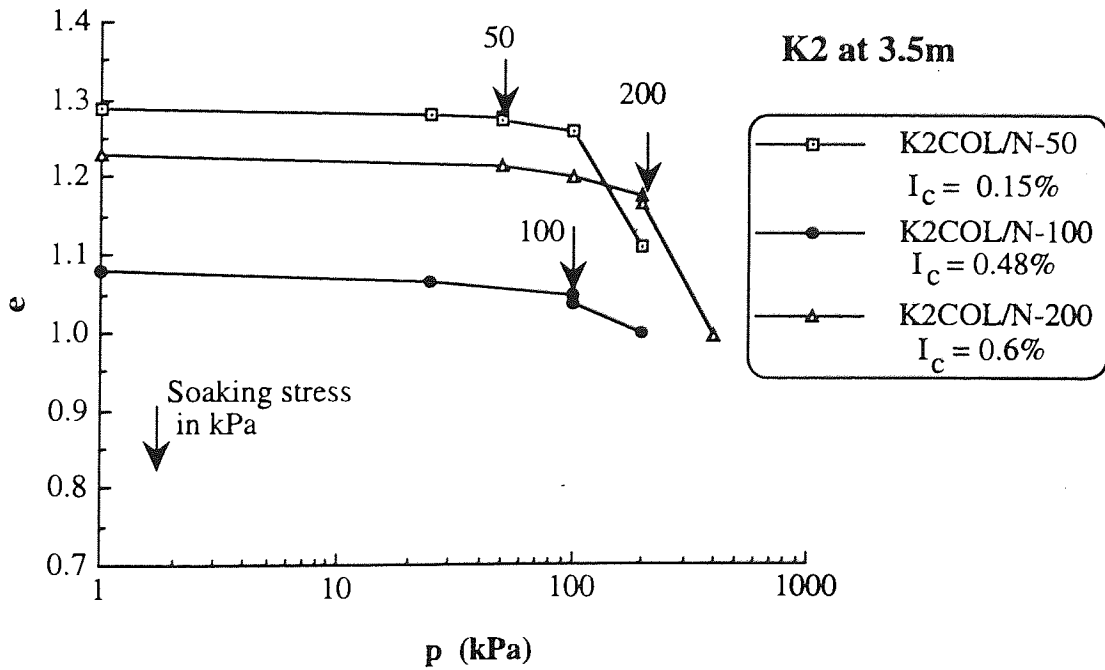 K2 at 3.5m
1.4
1.3
1.2
1.1
1.0
0.9
0.8
0.7
e
50
200
100
Soaking stress
in kPa
K2COL/N-50
I_c = 0.15%
K2COL/N-100
I_c = 0.48%
K2COL/N-200
I_c = 0.6%
1
10
100
1000
p (kPa)